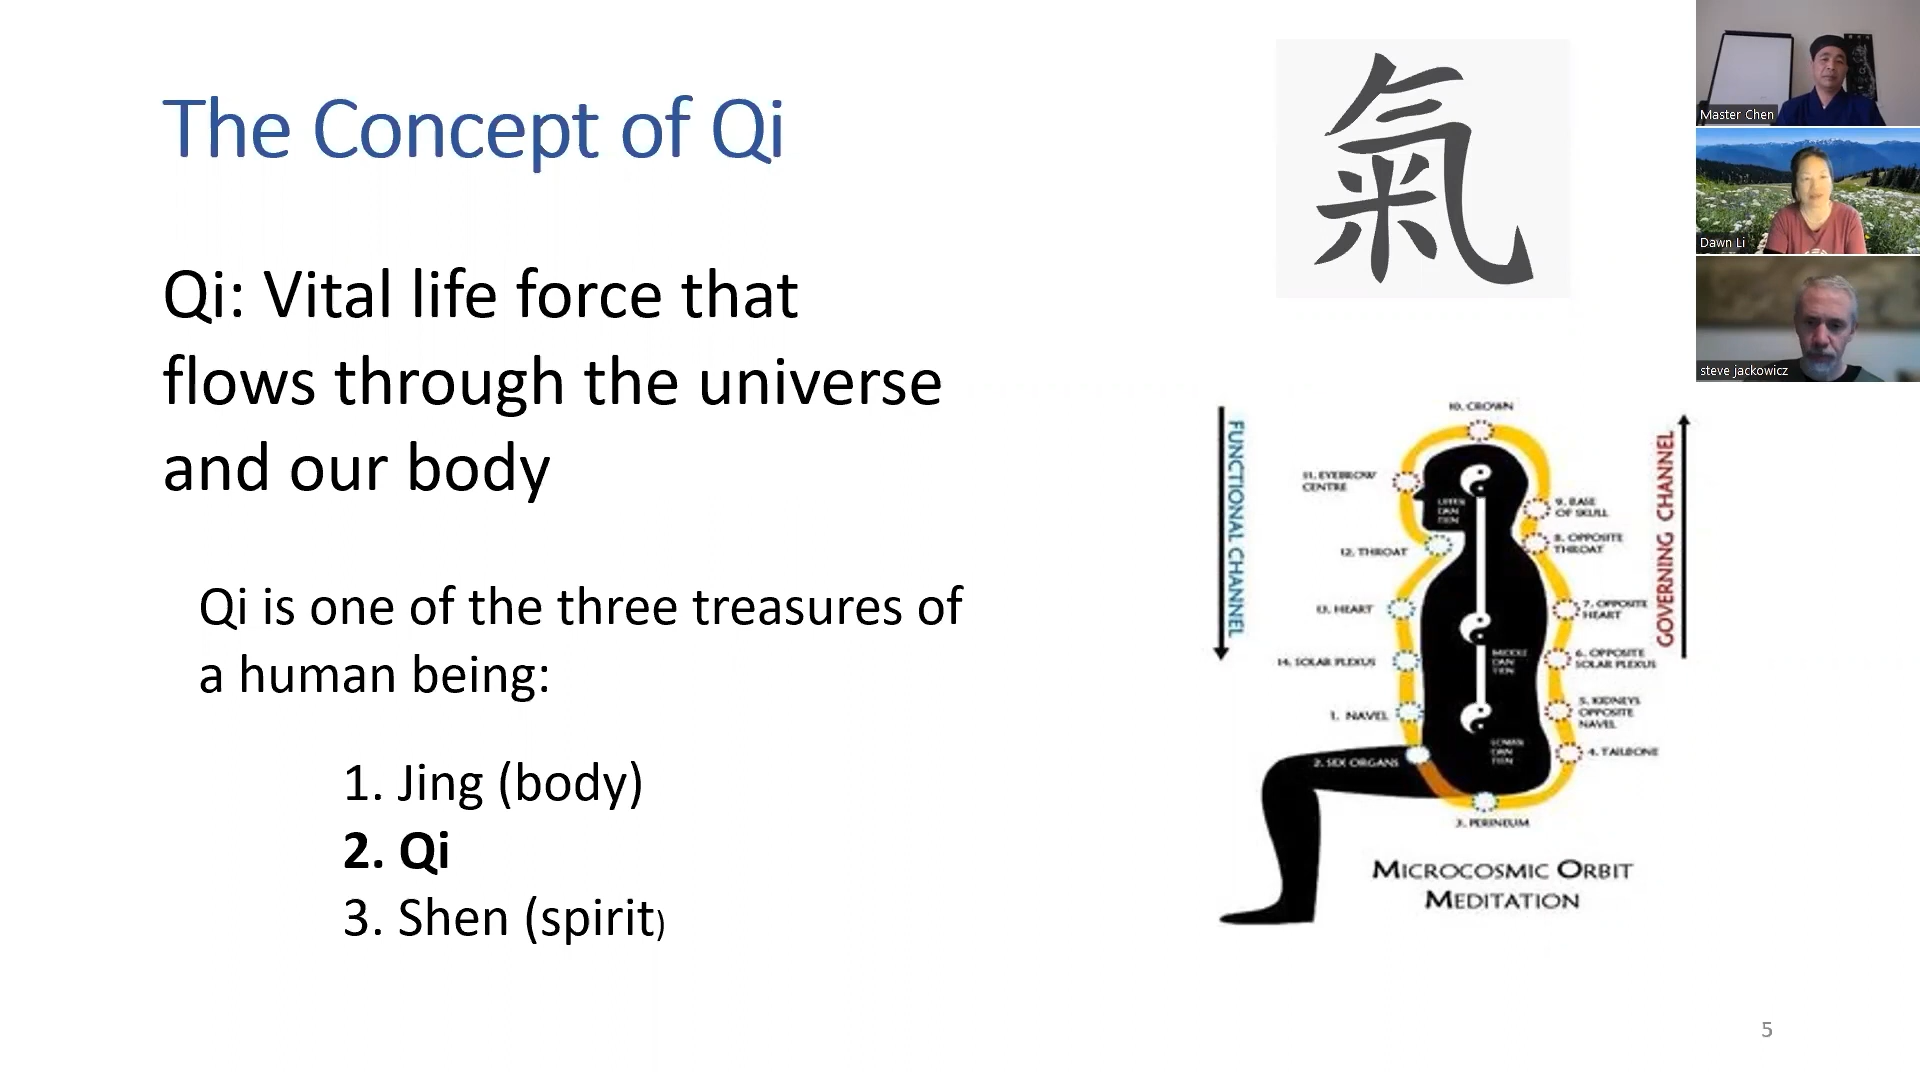 The Concept of Qi
Qi: Vital life force that
flows through the universe
and our body
Qi is one of the three treasures of
a human being:
1. Jing (body)
2. Qi
3. Shen (spirit)
氣
Master Chen
Dawn Li
steve jackowicz
FUNCTIONAL CHANNEL
GOVERNING CHANNEL
10. CROWN
11. EYEBROW
CENTRE
UPPER
DAN
TIEN
9. BASE
OF SKULL
12. THROAT
8. OPPOSITE
THROAT
13. HEART
7. OPPOSITE
HEART
14. SOLAR PLEXUS
MIDDLE
DAN
TIEN
6. OPPOSITE
SOLAR PLEXUS
1. NAVEL
5. KIDNEYS
OPPOSITE
NAVEL
LOWER
DAN
TIEN
2. SEX ORGANS
4. TAILBONE
3. PERINEUM
MICROCOSMIC ORBIT
MEDITATION
5